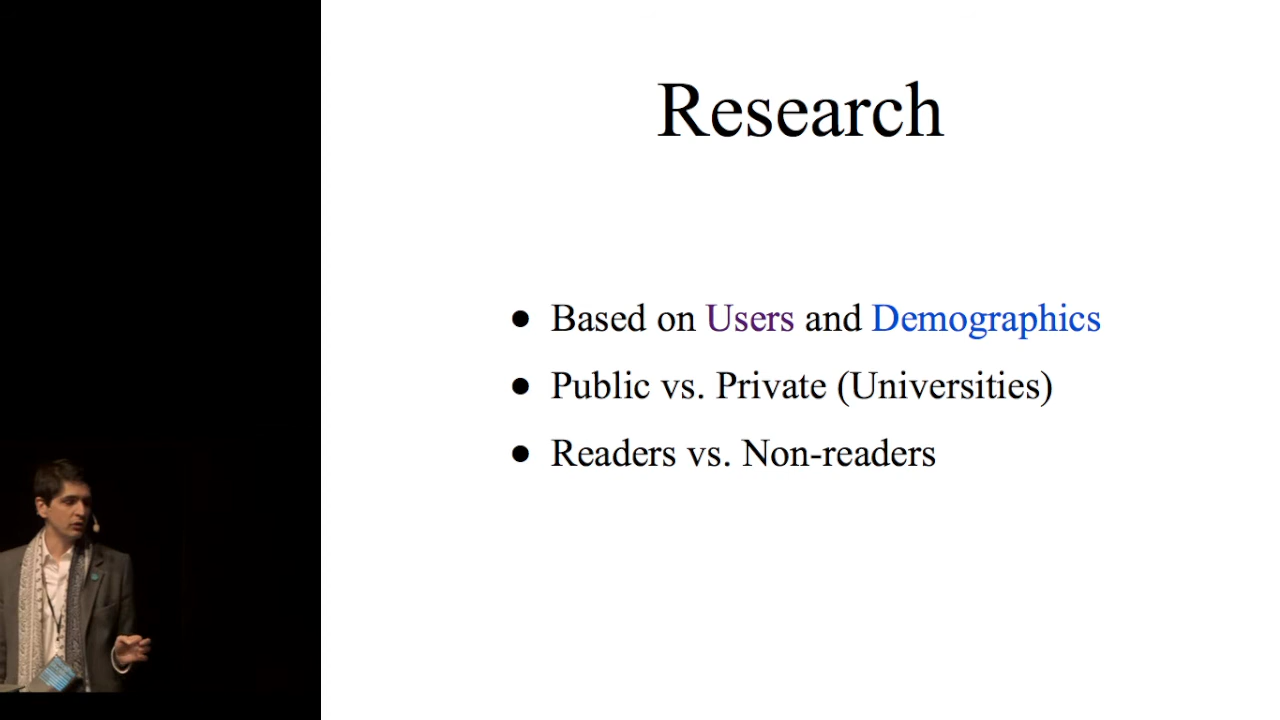 Research
● Based on Users and Demographics
● Public vs. Private (Universities)
● Readers vs. Non-readers